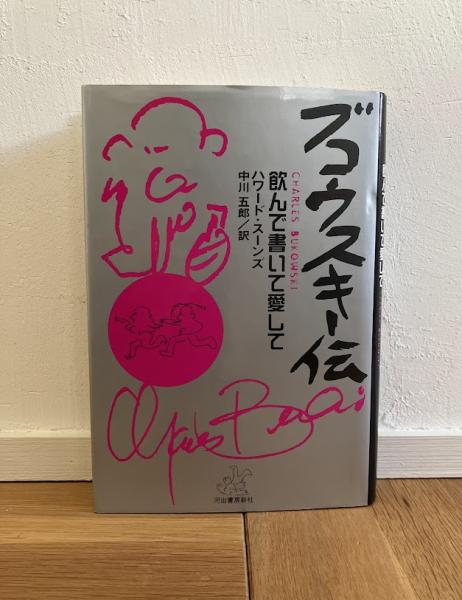 ブコウスキー伝
CHARLES BUKOWSKI
飲んで書いて愛して
ハワード・スーンズ
中川五郎/訳
河出書房新社